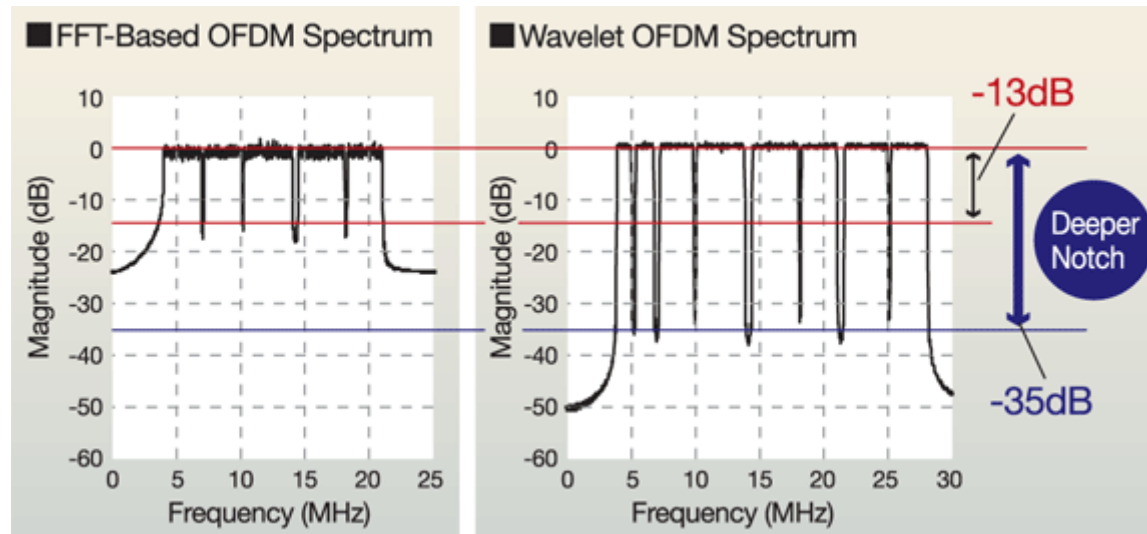 ■ FFT-Based OFDM Spectrum
Magnitude (dB)
10
0
-10
-20
-30
-40
-50
-60
0 5 10 15 20 25
Frequency (MHz)
■ Wavelet OFDM Spectrum
Magnitude (dB)
10
0
-10
-20
-30
-40
-50
-60
0 5 10 15 20 25 30
Frequency (MHz)
-13dB
Deeper
Notch
-35dB